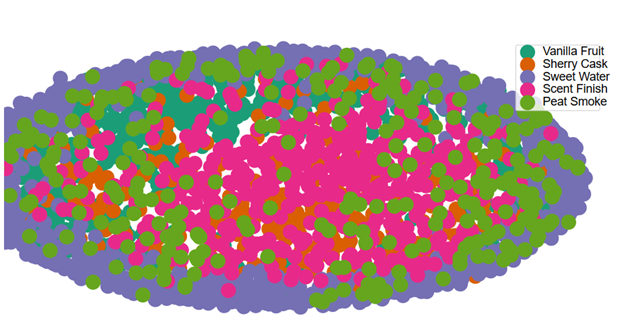 Vanilla Fruit
Sherry Cask
Sweet Water
Scent Finish
Peat Smoke